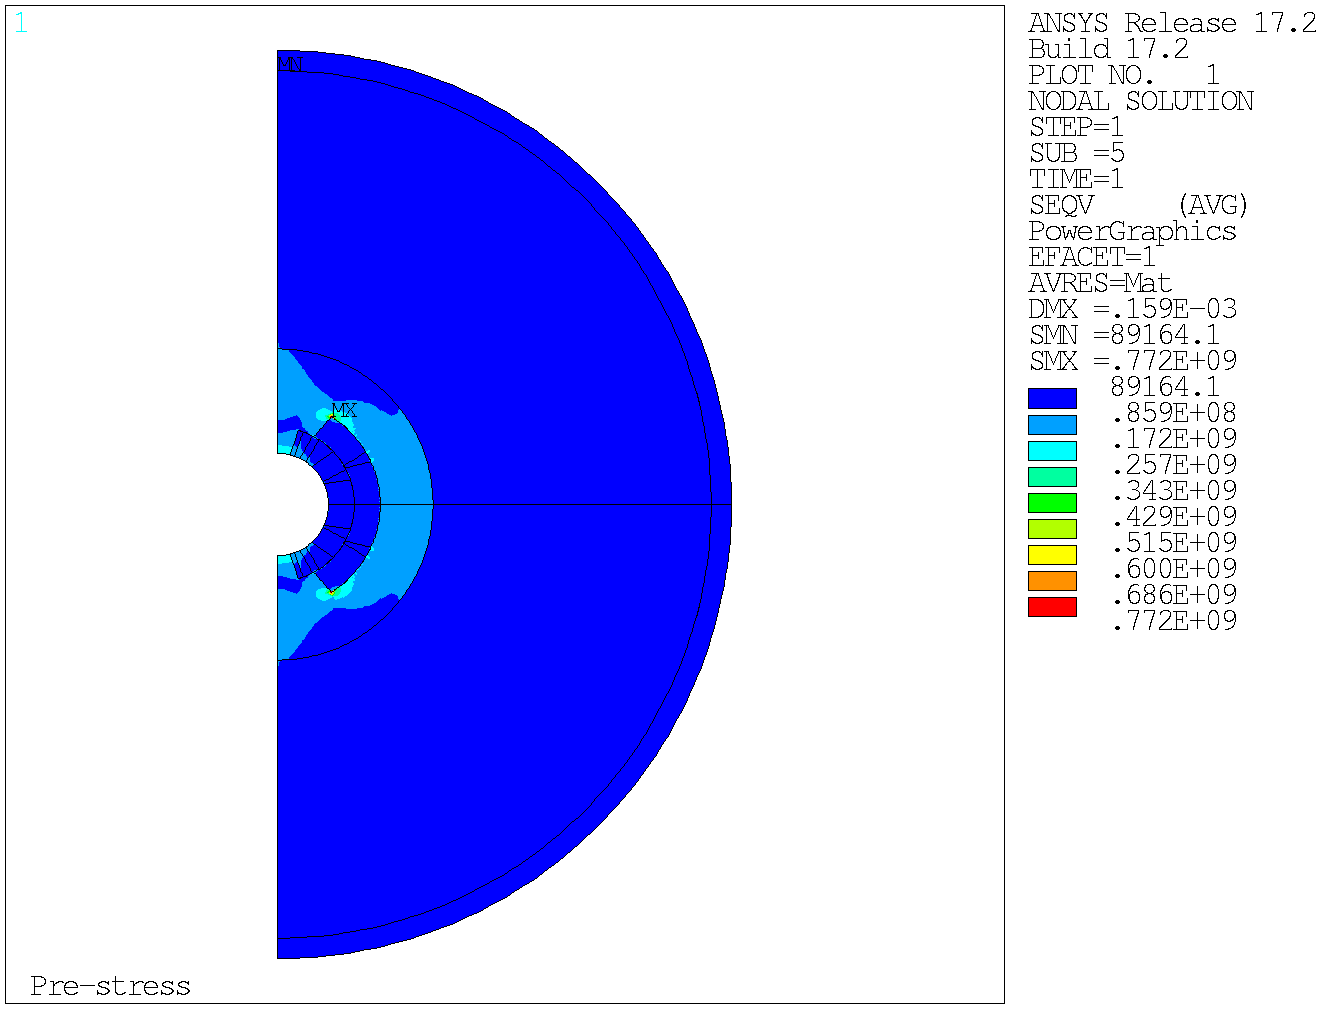 1
ANSYS Release 17.2
Build 17.2
PLOT NO.   1
NODAL SOLUTION
STEP=1
SUB =5
TIME=1
SEQV     (AVG)
PowerGraphics
EFACET=1
AVRES=Mat
DMX =.159E-03
SMN =89164.1
SMX =.772E+09
89164.1
.859E+08
.172E+09
.257E+09
.343E+09
.429E+09
.515E+09
.600E+09
.686E+09
.772E+09
MN
MX
Pre-stress